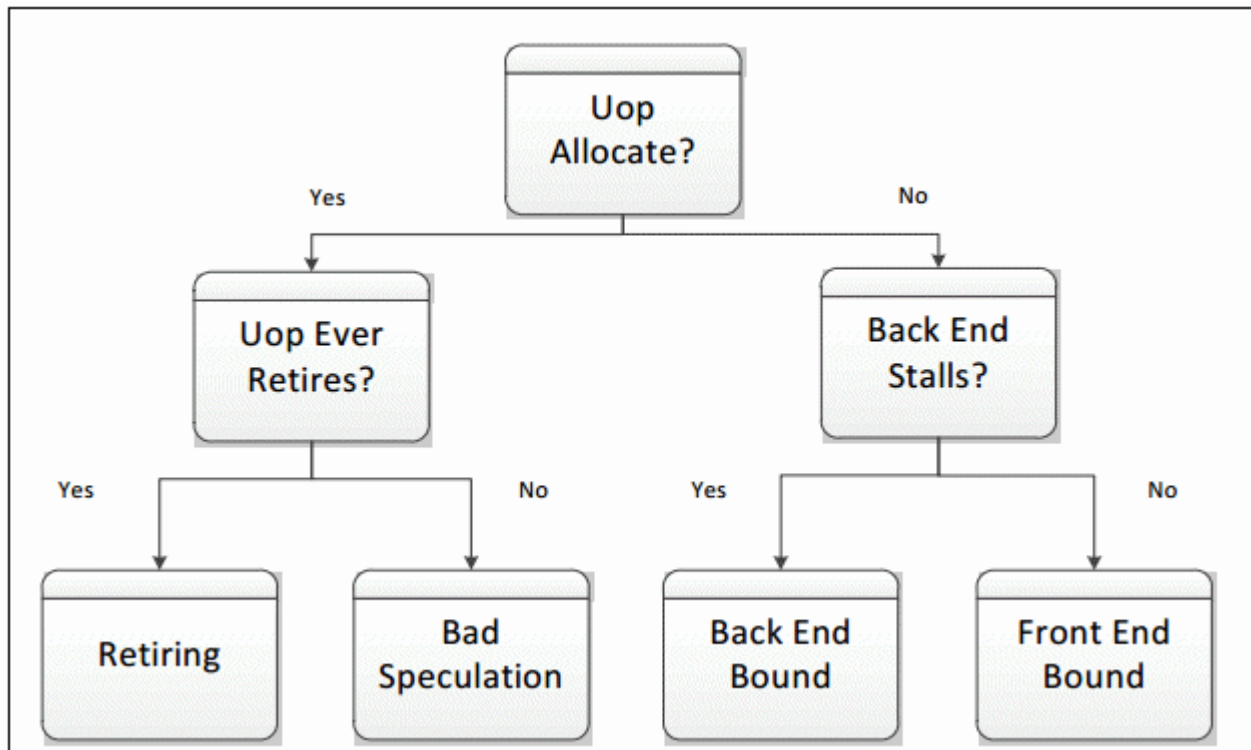 Uop
Allocate?
Yes
No
Uop Ever
Retires?
Back End
Stalls?
Yes
No
Yes
No
Retiring
Bad
Speculation
Back End
Bound
Front End
Bound